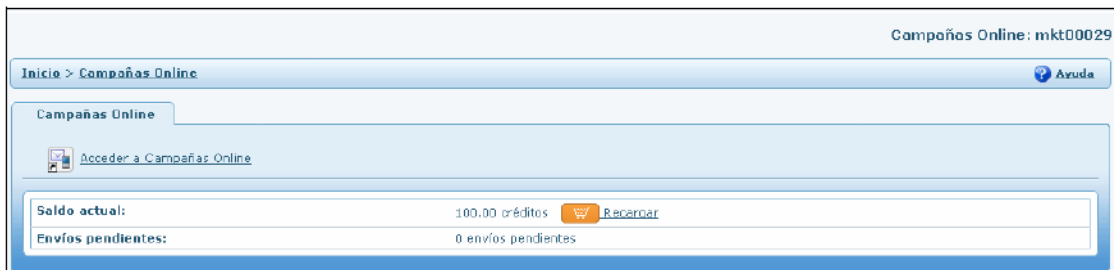 Campañas Online: mkt00029
Inicio > Campañas Online
Ayuda
Campañas Online
Acceder a Campañas Online
Saldo actual: 100.00 créditos Recargar
Envíos pendientes: 0 envíos pendientes